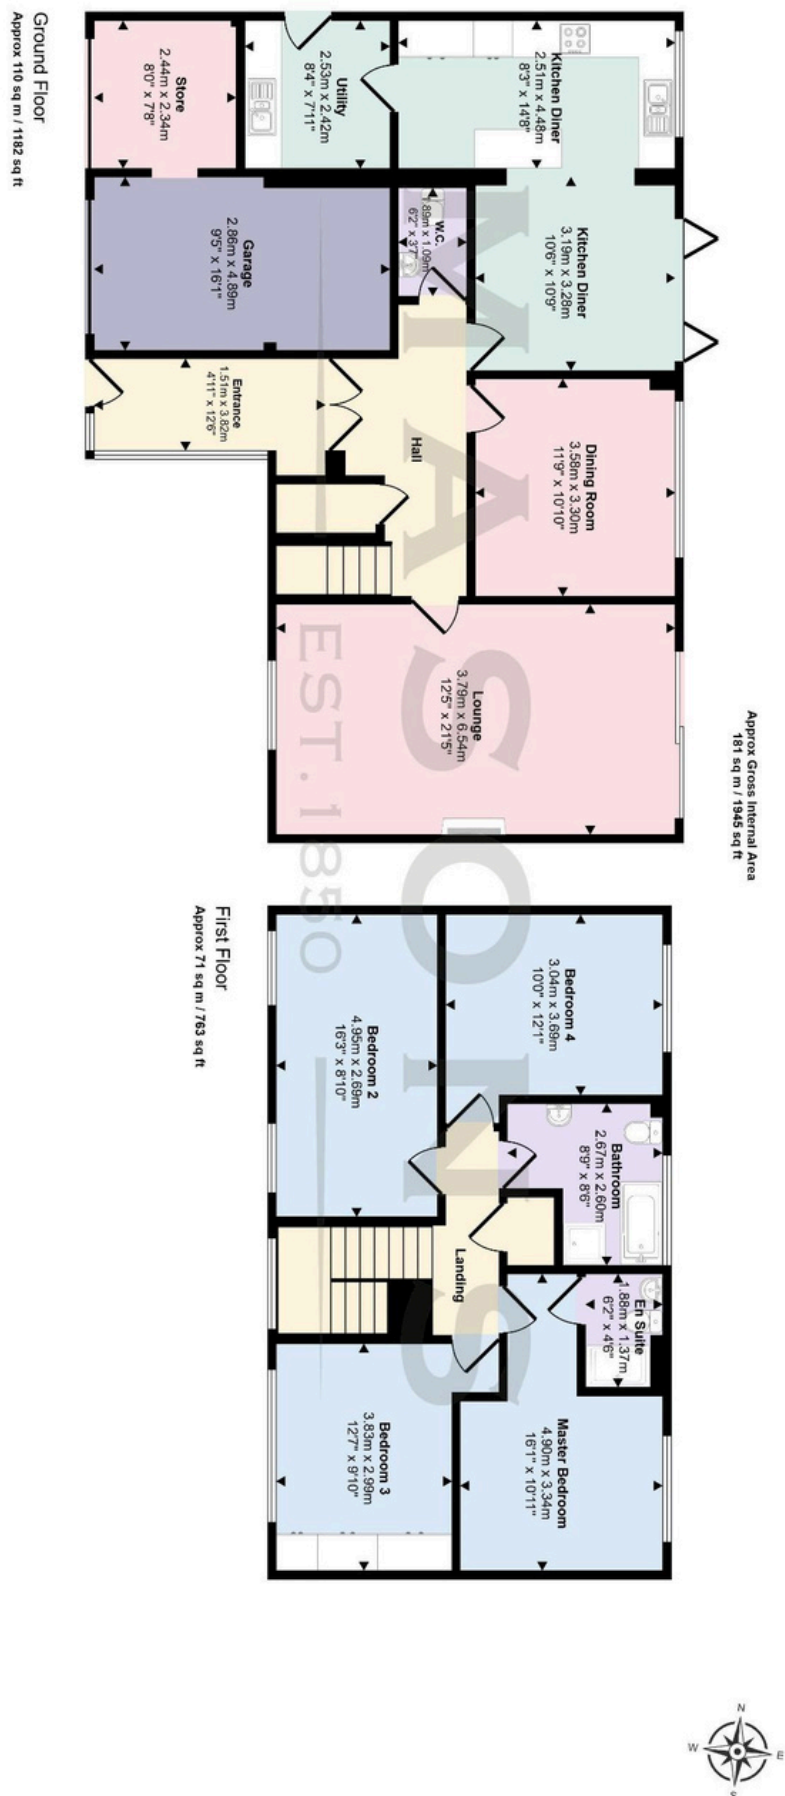 Approx Gross Internal Area
181 sq m / 1945 sq ft
Store
2.44m x 2.34m
8'0" x 7'8"
Utility
2.53m x 2.42m
8'4" x 7'11"
Kitchen Diner
2.51m x 4.48m
8'3" x 14'8"
Garage
2.86m x 4.89m
9'5" x 16'1"
W.C.
1.89m x 1.09m
6'2" x 3'7"
Kitchen Diner
3.19m x 3.28m
10'6" x 10'9"
Entrance
1.51m x 3.82m
4'11" x 12'6"
Hall
Dining Room
3.58m x 3.30m
11'9" x 10'10"
Lounge
3.79m x 6.54m
12'5" x 21'5"
Ground Floor
Approx 110 sq m / 1182 sq ft
Bedroom 4
3.04m x 3.69m
10'0" x 12'1"
Bedroom 2
4.95m x 2.69m
16'3" x 8'10"
Bathroom
2.67m x 2.60m
8'9" x 8'6"
Landing
En Suite
1.88m x 1.37m
6'2" x 4'6"
Bedroom 3
3.83m x 2.99m
12'7" x 9'10"
Master Bedroom
4.90m x 3.34m
16'1" x 10'11"
First Floor
Approx 71 sq m / 763 sq ft
MASONS
EST. 1850
N
W
E
S